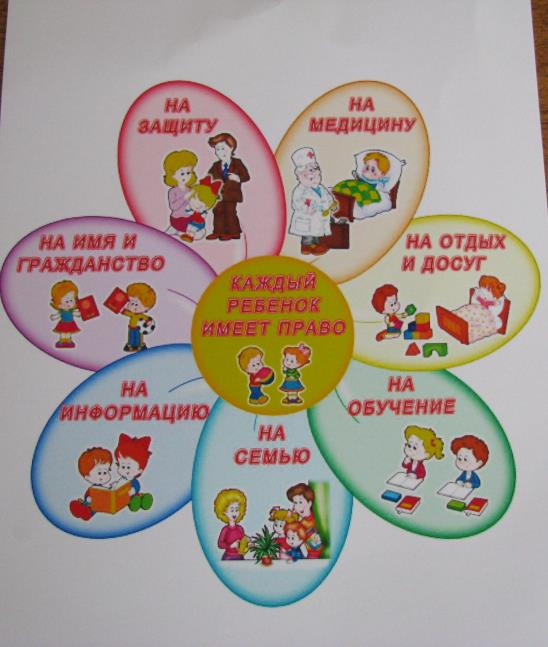 НА
ЗАЩИТУ
НА
МЕДИЦИНУ
НА ИМЯ И
ГРАЖДАНСТВО
НА ОТДЫХ
И ДОСУГ
КАЖДЫЙ
РЕБЕНОК
ИМЕЕТ ПРАВО
НА
ИНФОРМАЦИЮ
НА
ОБУЧЕНИЕ
НА
СЕМЬЮ